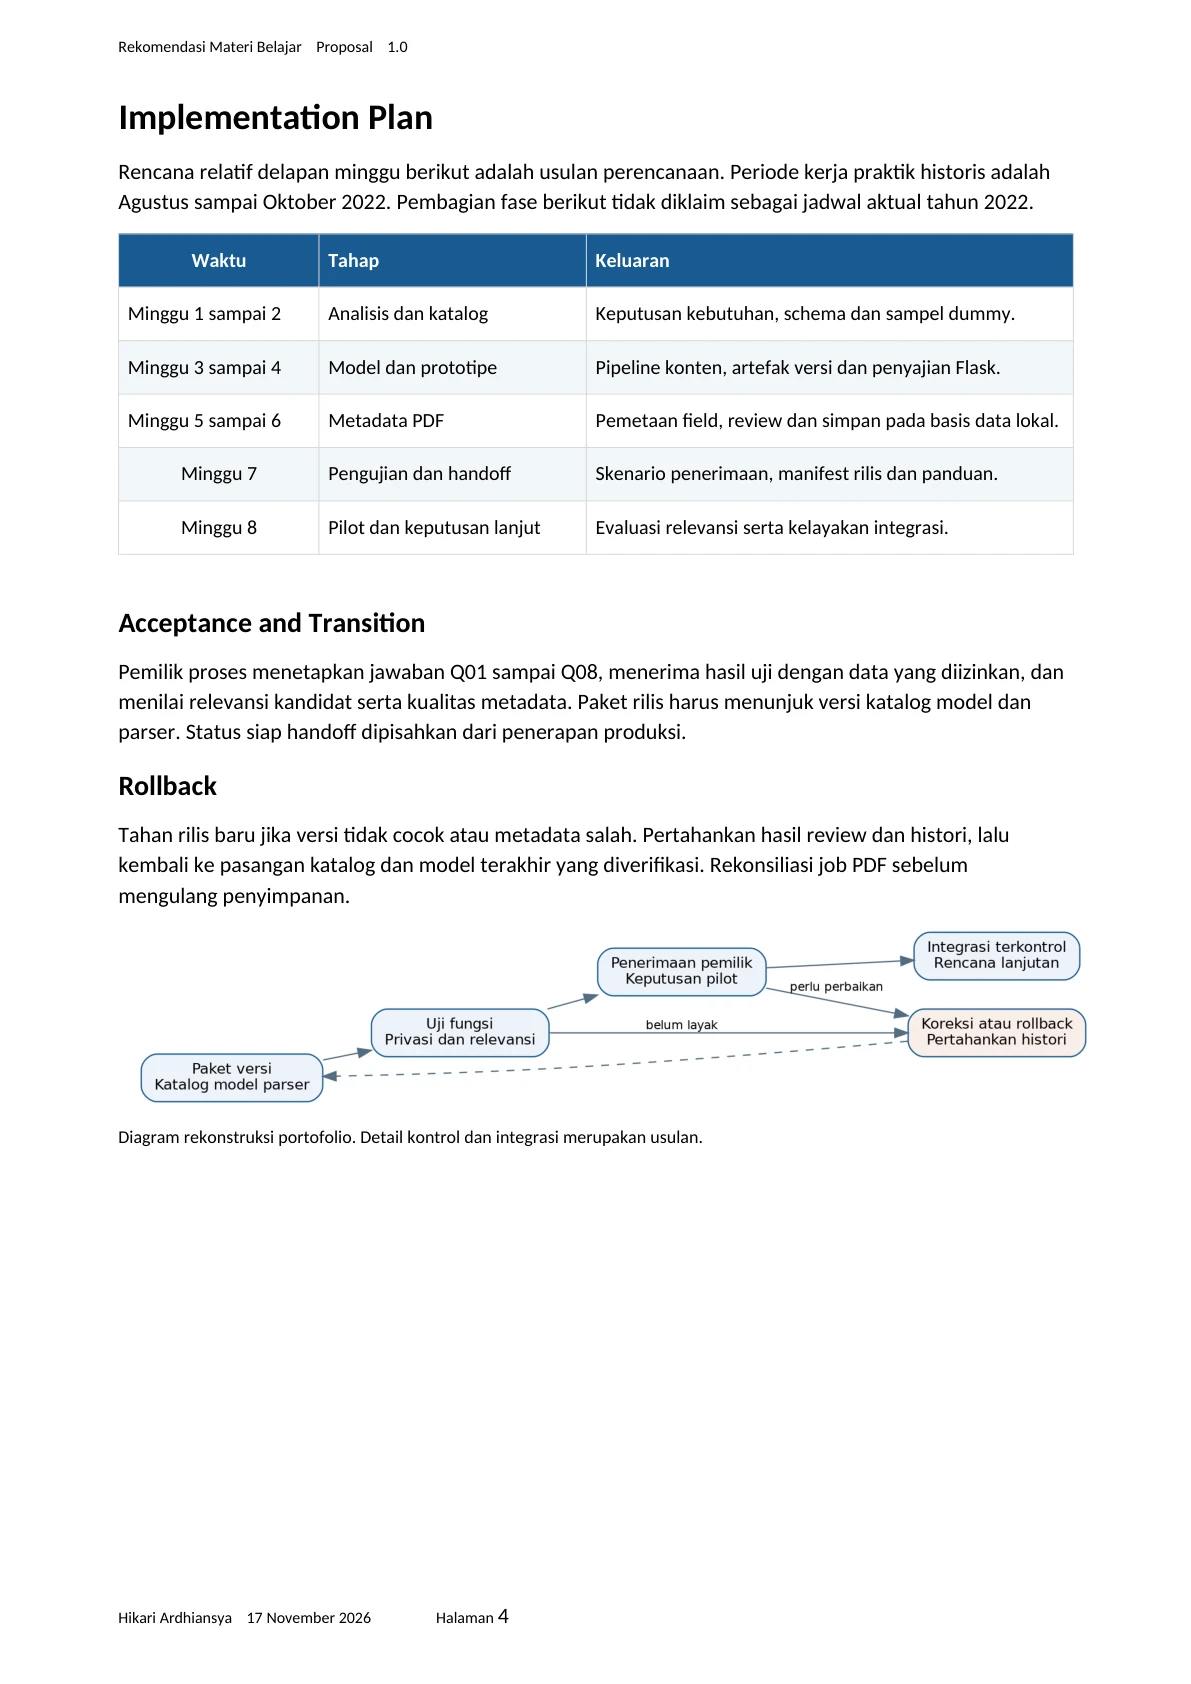 Rekomendasi Materi Belajar Proposal 1.0
Implementation Plan
Rencana relatif delapan minggu berikut adalah usulan perencanaan. Periode kerja praktik historis adalah
Agustus sampai Oktober 2022. Pembagian fase berikut tidak diklaim sebagai jadwal aktual tahun 2022.
Waktu Tahap Keluaran
Minggu 1 sampai 2 Analisis dan katalog Keputusan kebutuhan, schema dan sampel dummy.
Minggu 3 sampai 4 Model dan prototipe Pipeline konten, artefak versi dan penyajian Flask.
Minggu 5 sampai 6 Metadata PDF Pemetaan field, review dan simpan pada basis data lokal.
Minggu 7 Pengujian dan handoff Skenario penerimaan, manifest rilis dan panduan.
Minggu 8 Pilot dan keputusan lanjut Evaluasi relevansi serta kelayakan integrasi.
Acceptance and Transition
Pemilik proses menetapkan jawaban Q01 sampai Q08, menerima hasil uji dengan data yang diizinkan, dan
menilai relevansi kandidat serta kualitas metadata. Paket rilis harus menunjuk versi katalog model dan
parser. Status siap handoff dipisahkan dari penerapan produksi.
Rollback
Tahan rilis baru jika versi tidak cocok atau metadata salah. Pertahankan hasil review dan histori, lalu
kembali ke pasangan katalog dan model terakhir yang diverifikasi. Rekonsiliasi job PDF sebelum
mengulang penyimpanan.
Paket versi
Katalog model parser
Uji fungsi
Privasi dan relevansi
Penerimaan pemilik
Keputusan pilot
Integrasi terkontrol
Rencana lanjutan
perlu perbaikan
belum layak
Koreksi atau rollback
Pertahankan histori
Diagram rekonstruksi portofolio. Detail kontrol dan integrasi merupakan usulan.
Hikari Ardhiansya 17 November 2026 Halaman 4